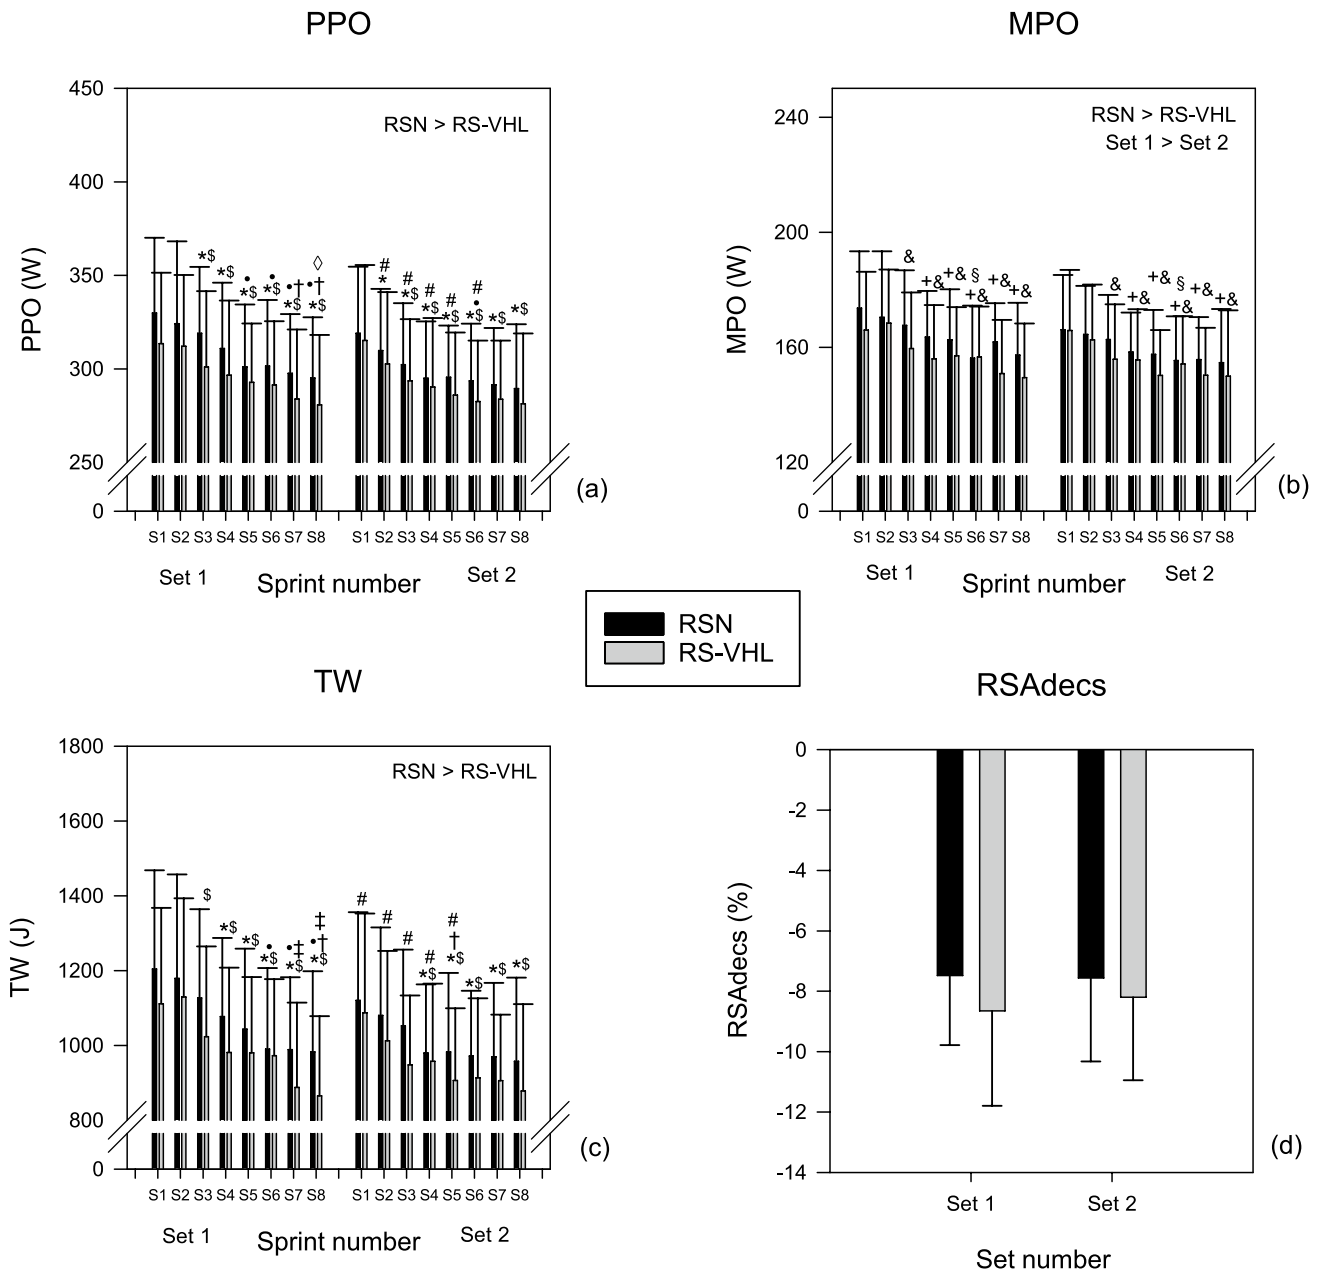 PPO
450
400
350
300
250
0
PPO (W)
RSN > RS-VHL
*$
*$
•
*$
•
*$
•†
*$
◊
•†
*$
#
*
#
*$
#
*$
#
*$
#
•
*$
*$
*$
S1 S2 S3 S4 S5 S6 S7 S8
S1 S2 S3 S4 S5 S6 S7 S8
Set 1
Sprint number
Set 2
(a)
MPO
240
200
160
120
0
MPO (W)
RSN > RS-VHL
Set 1 > Set 2
&
+&
+&
§
+&
+&
+&
&
+&
+&
§
+&
+&
+&
S1 S2 S3 S4 S5 S6 S7 S8
S1 S2 S3 S4 S5 S6 S7 S8
Set 1
Sprint number
Set 2
(b)
RSN
RS-VHL
TW
1800
1600
1400
1200
1000
800
0
TW (J)
RSN > RS-VHL
$
*$
*$
•
*$
•‡
*$
‡
•†
*$
#
#
#
#
*$
#
†
*$
*$
*$
*$
S1 S2 S3 S4 S5 S6 S7 S8
S1 S2 S3 S4 S5 S6 S7 S8
Set 1
Sprint number
Set 2
(c)
RSAdecs
0
-2
-4
-6
-8
-10
-12
-14
RSAdecs (%)
Set 1
Set 2
Set number
(d)